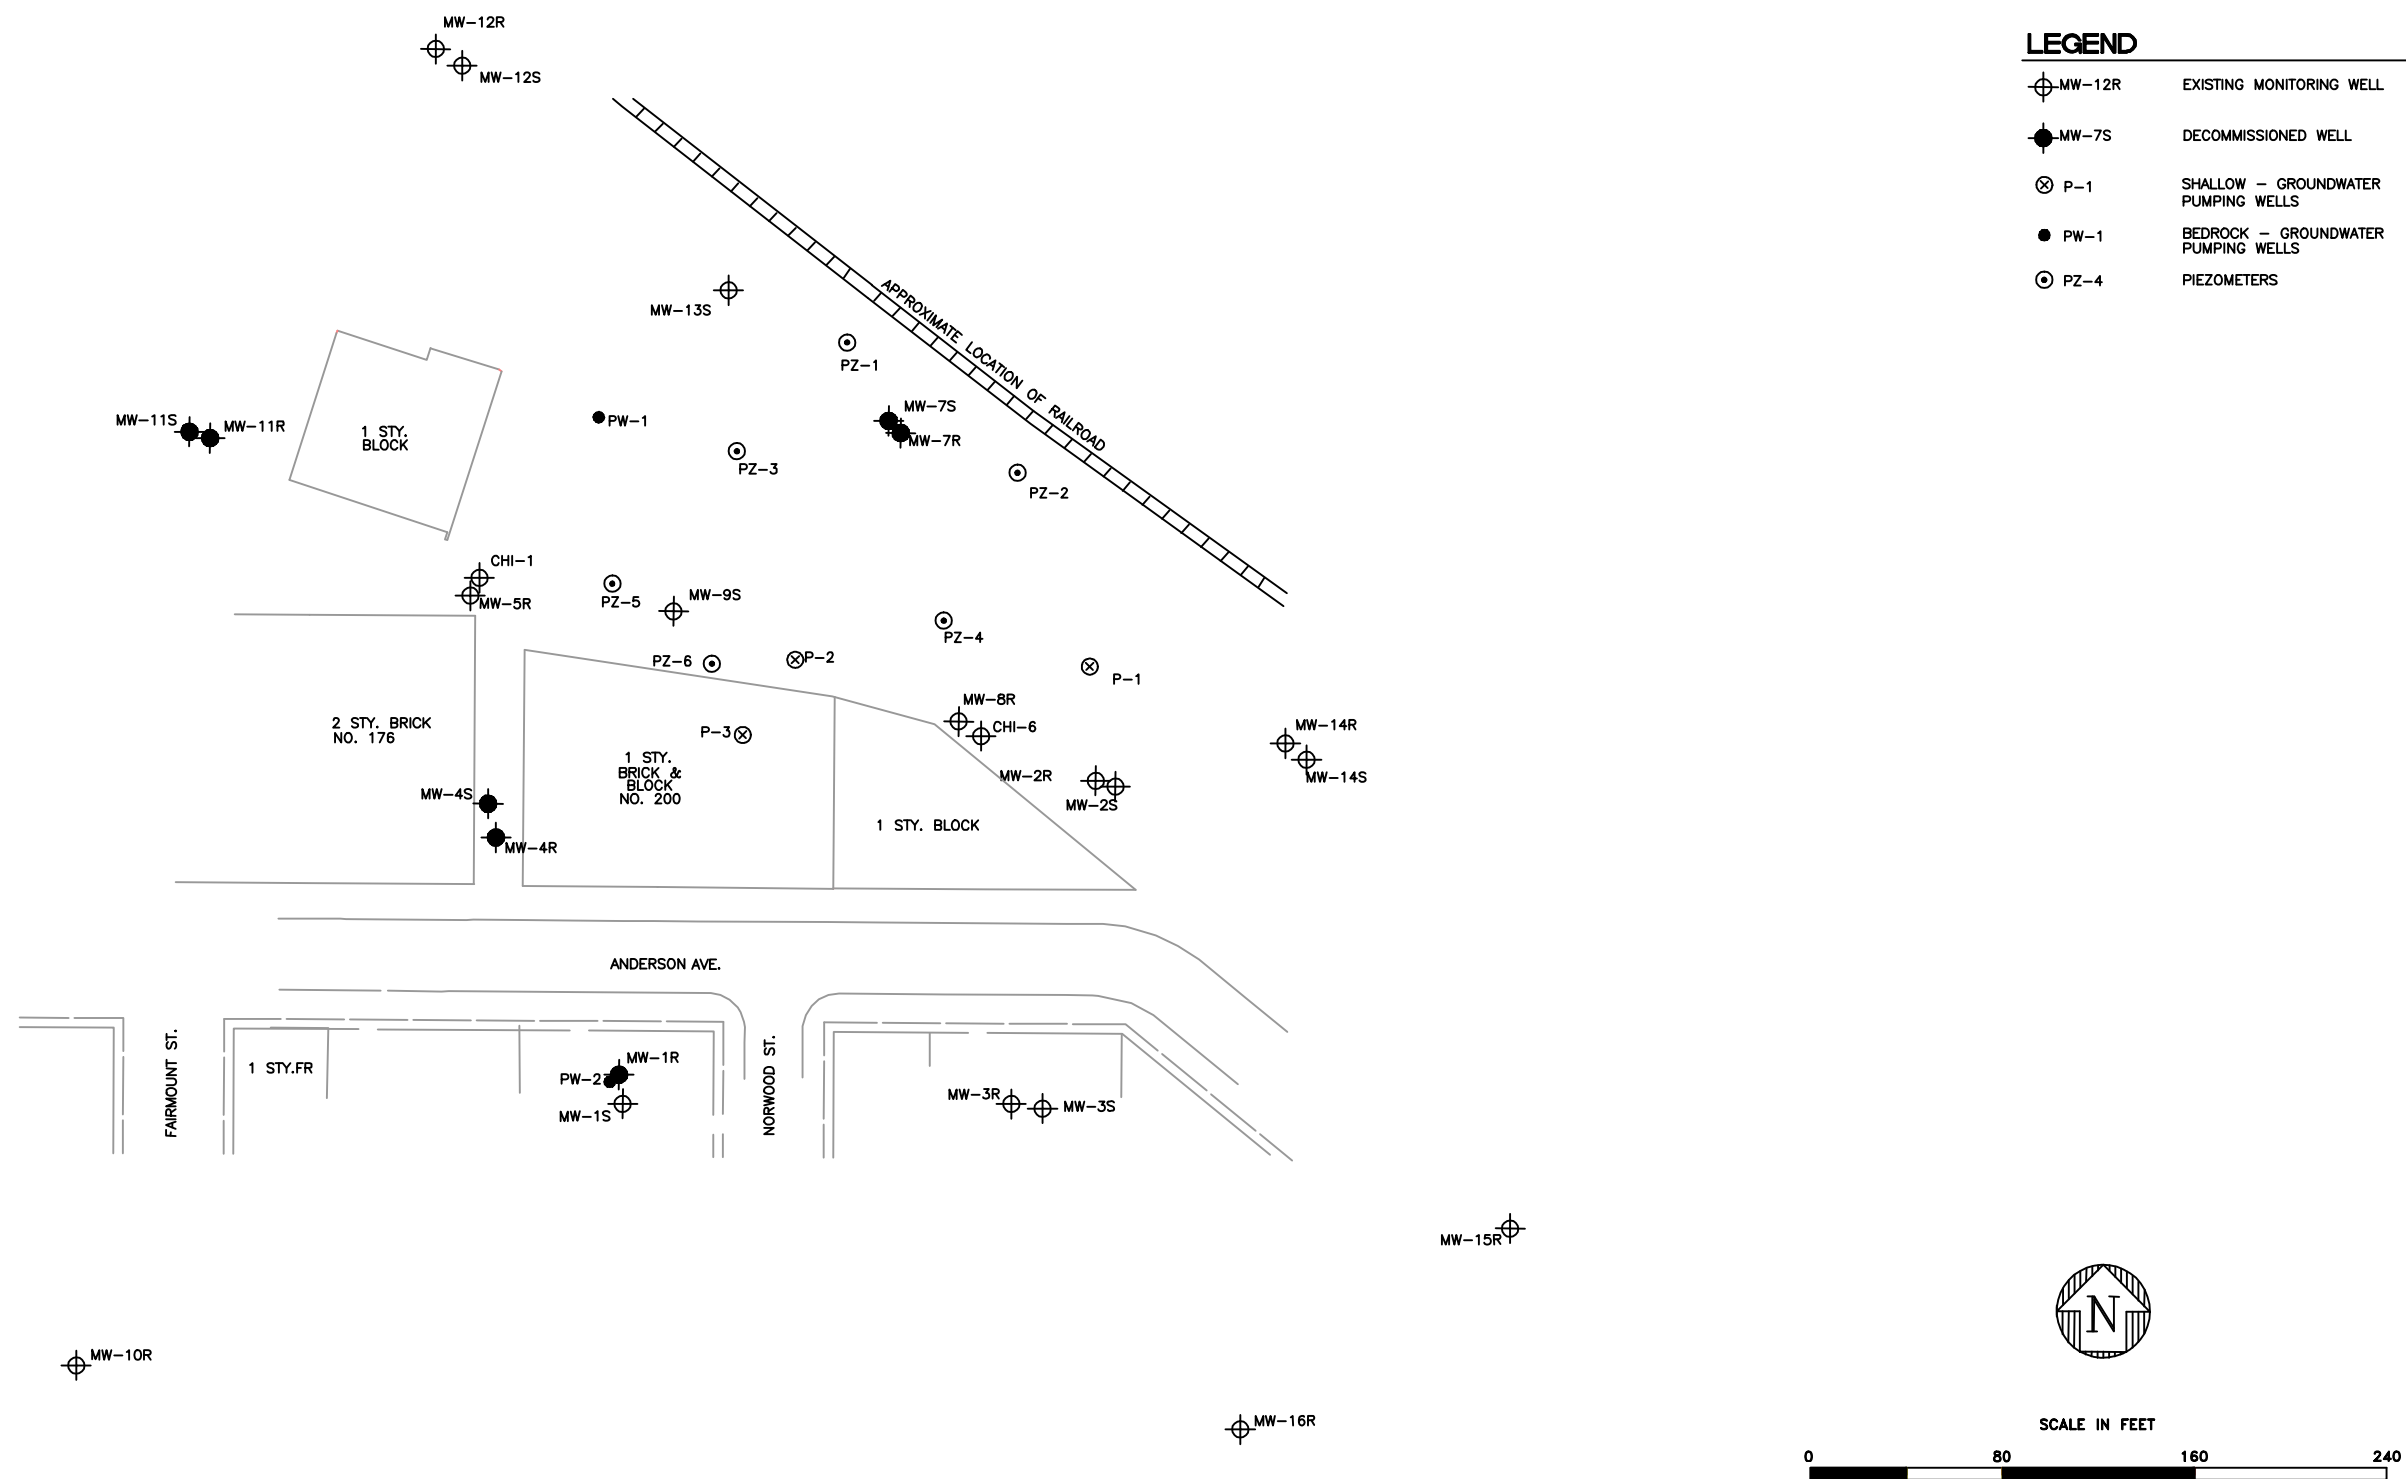 MW-12R
MW-12S
LEGEND
MW-12R EXISTING MONITORING WELL
MW-7S DECOMMISSIONED WELL
P-1 SHALLOW - GROUNDWATER
PUMPING WELLS
PW-1 BEDROCK - GROUNDWATER
PUMPING WELLS
PZ-4 PIEZOMETERS
APPROXIMATE LOCATION OF RAILROAD
MW-13S
PZ-1
MW-11S
MW-11R
1 STY.
BLOCK
PW-1
MW-7S
MW-7R
PZ-3
PZ-2
CHI-1
MW-5R
PZ-5
MW-9S
PZ-4
PZ-6
P-2
P-1
MW-8R
CHI-6
2 STY. BRICK
NO. 176
P-3
1 STY.
BRICK &
BLOCK
NO. 200
MW-14R
MW-14S
MW-2R
MW-2S
MW-4S
MW-4R
1 STY. BLOCK
ANDERSON AVE.
FAIRMOUNT ST.
1 STY.FR
NORWOOD ST.
MW-1R
PW-2
MW-1S
MW-3R
MW-3S
MW-15R
MW-10R
MW-16R
N
SCALE IN FEET
0 80 160 240